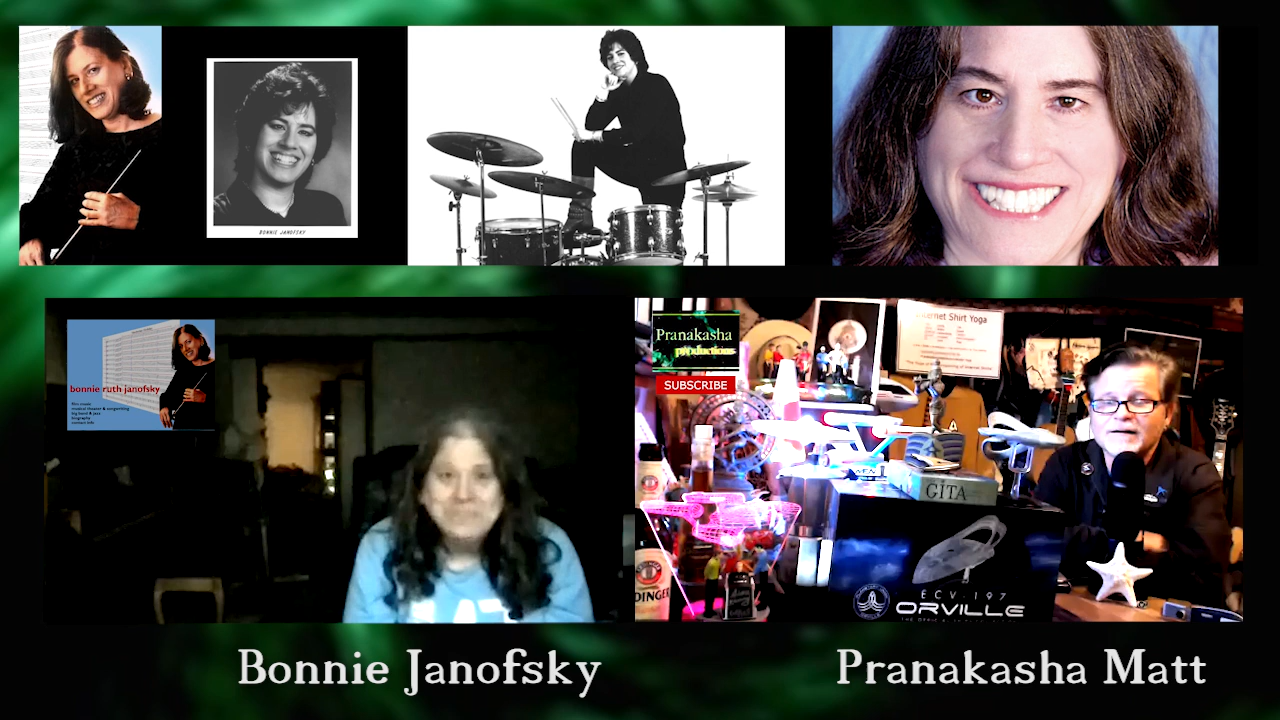 BONNIE JANOFSKY
bonnie ruth janofsky
film music
musical theater & songwriting
big band & jazz
biography
contact info
Pranakasha
productions
SUBSCRIBE
Internet Shirt Yoga
GITA
DINGER
ECV-197
ORVILLE
Bonnie Janofsky
Pranakasha Matt